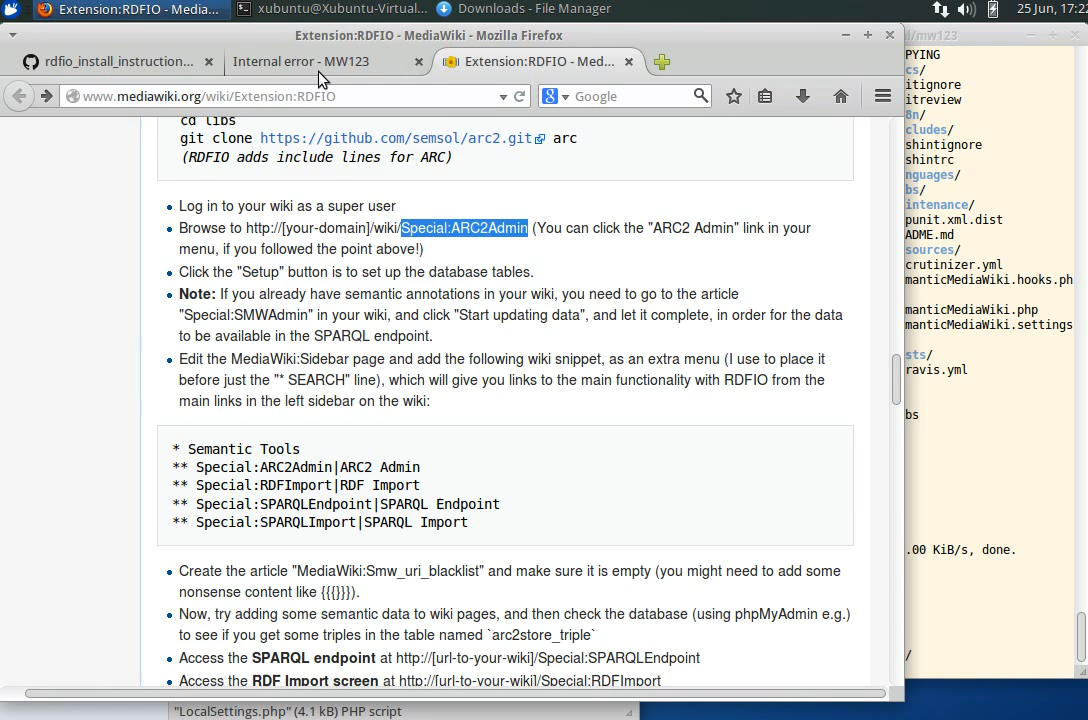 Extension:RDFIO - Media...
xubuntu@Xubuntu-Virtual...
Downloads - File Manager
25 Jun, 17:22
Extension:RDFIO - MediaWiki - Mozilla Firefox
/mw123
rdfio_install_instruction...
Internal error - MW123
Extension:RDFIO - Med...
www.mediawiki.org/wiki/Extension:RDFIO
Google
cd libs
git clone https://github.com/semsol/arc2.git arc
(RDFIO adds include lines for ARC)
Log in to your wiki as a super user
Browse to http://[your-domain]/wiki/Special:ARC2Admin (You can click the "ARC2 Admin" link in your
menu, if you followed the point above!)
Click the "Setup" button is to set up the database tables.
Note: If you already have semantic annotations in your wiki, you need to go to the article
"Special:SMWAdmin" in your wiki, and click "Start updating data", and let it complete, in order for the data
to be available in the SPARQL endpoint.
Edit the MediaWiki:Sidebar page and add the following wiki snippet, as an extra menu (I use to place it
before just the "* SEARCH" line), which will give you links to the main functionality with RDFIO from the
main links in the left sidebar on the wiki:
* Semantic Tools
** Special:ARC2Admin|ARC2 Admin
** Special:RDFImport|RDF Import
** Special:SPARQLEndpoint|SPARQL Endpoint
** Special:SPARQLImport|SPARQL Import
Create the article "MediaWiki:Smw_uri_blacklist" and make sure it is empty (you might need to add some
nonsense content like {{{}}}).
Now, try adding some semantic data to wiki pages, and then check the database (using phpMyAdmin e.g.)
to see if you get some triples in the table named `arc2store_triple`
Access the SPARQL endpoint at http://[url-to-your-wiki]/Special:SPARQLEndpoint
Access the RDF Import screen at http://[url-to-your-wiki]/Special:RDFImport
PYING
cs/
itignore
itreview
8n/
cludes/
shintignore
shintrc
nguages/
bs/
intenance/
punit.xml.dist
ADME.md
sources/
crutinizer.yml
manticMediaWiki.hooks.ph
manticMediaWiki.php
manticMediaWiki.settings
sts/
ravis.yml
bs
.00 KiB/s, done.
/
"LocalSettings.php" (4.1 kB) PHP script